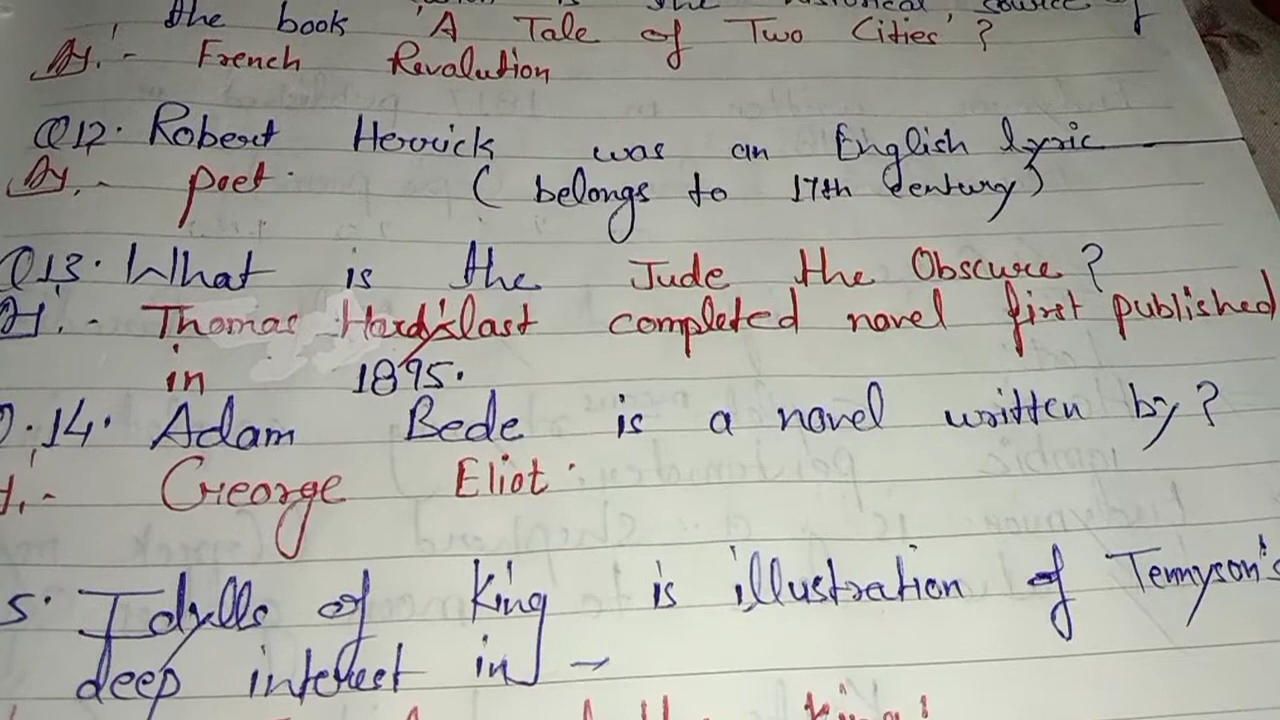 the book 'A Tale of Two Cities'?
A. - French Revalution
Q12. Robert Herrick was an English lyric
A. - poet. (belongs to 17th Century)
Q13. What is the Jude the Obscure?
A. - Thomas Hardy's last completed novel first published
in 1895.
Q.14. Adam Bede is a novel written by?
A. - George Eliot.
5. Idylls of King is illustration of Tennyson's
deep interest in -